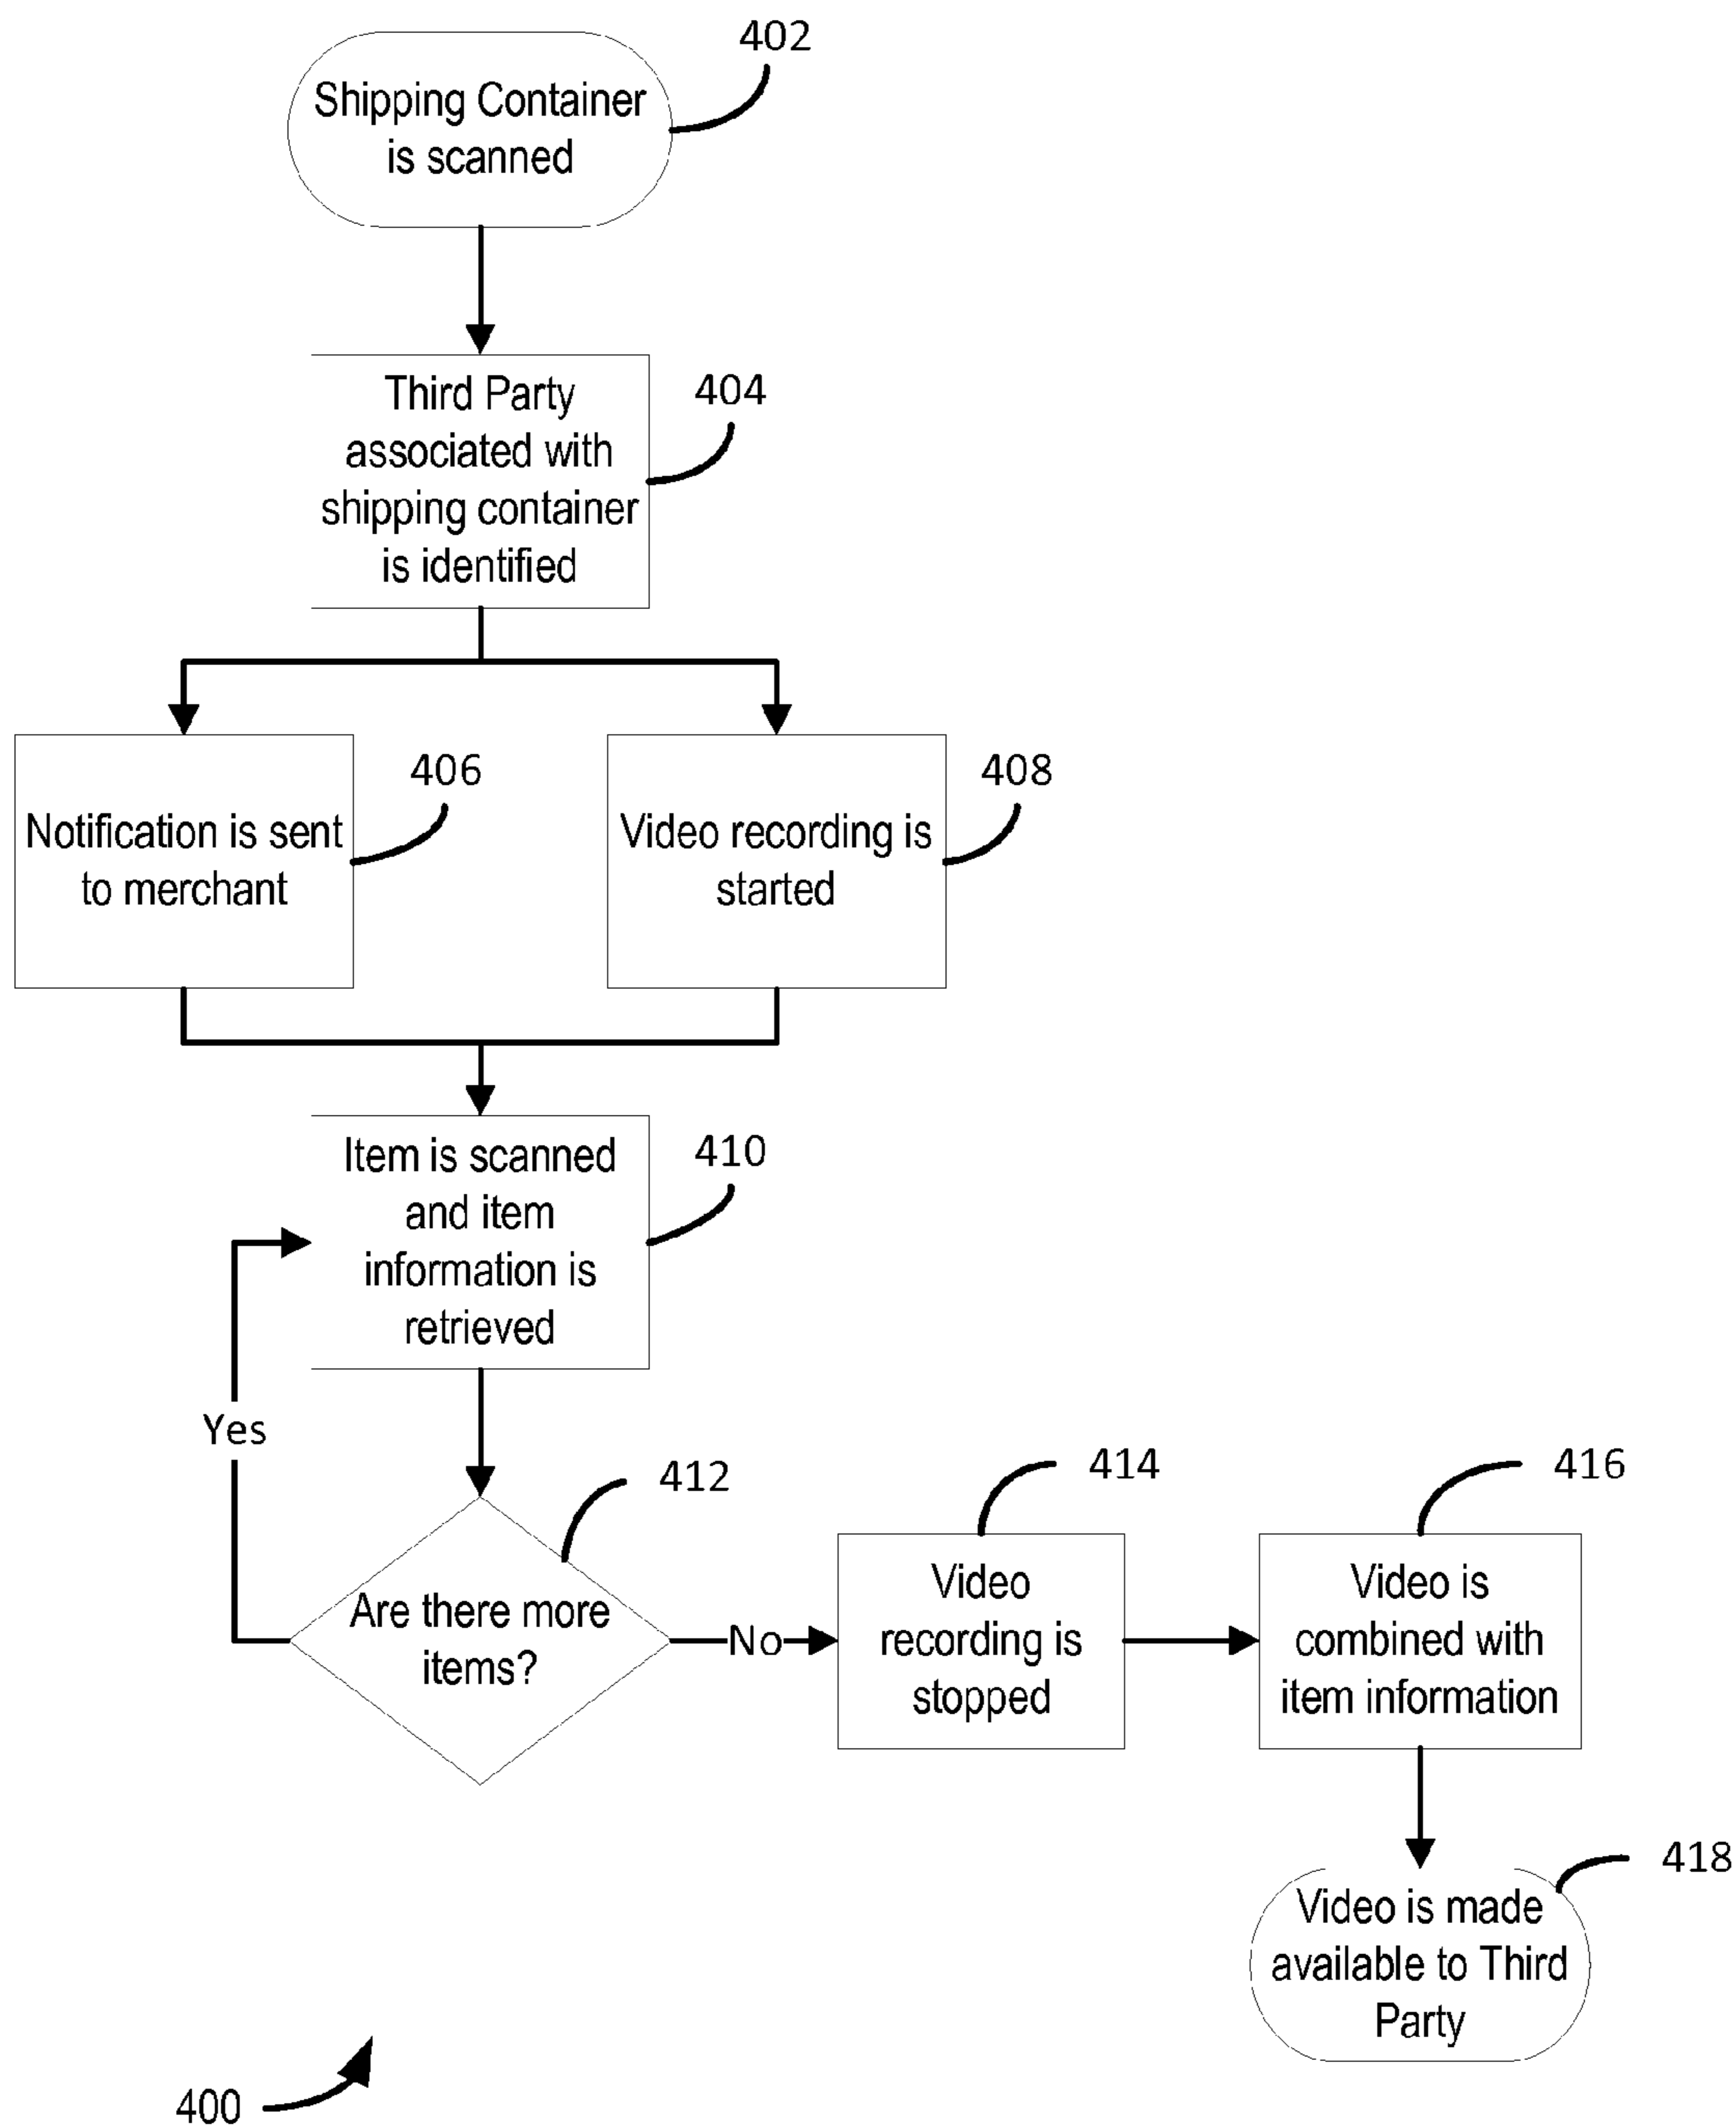 402
Shipping Container
is scanned
404
Third Party
associated with
shipping container
is identified
406
408
Notification is sent
to merchant
Video recording is
started
410
Item is scanned
and item
information is
retrieved
Yes
412
414
416
Are there more
items?
No
Video
recording is
stopped
Video is
combined with
item information
418
Video is made
available to Third
Party
400